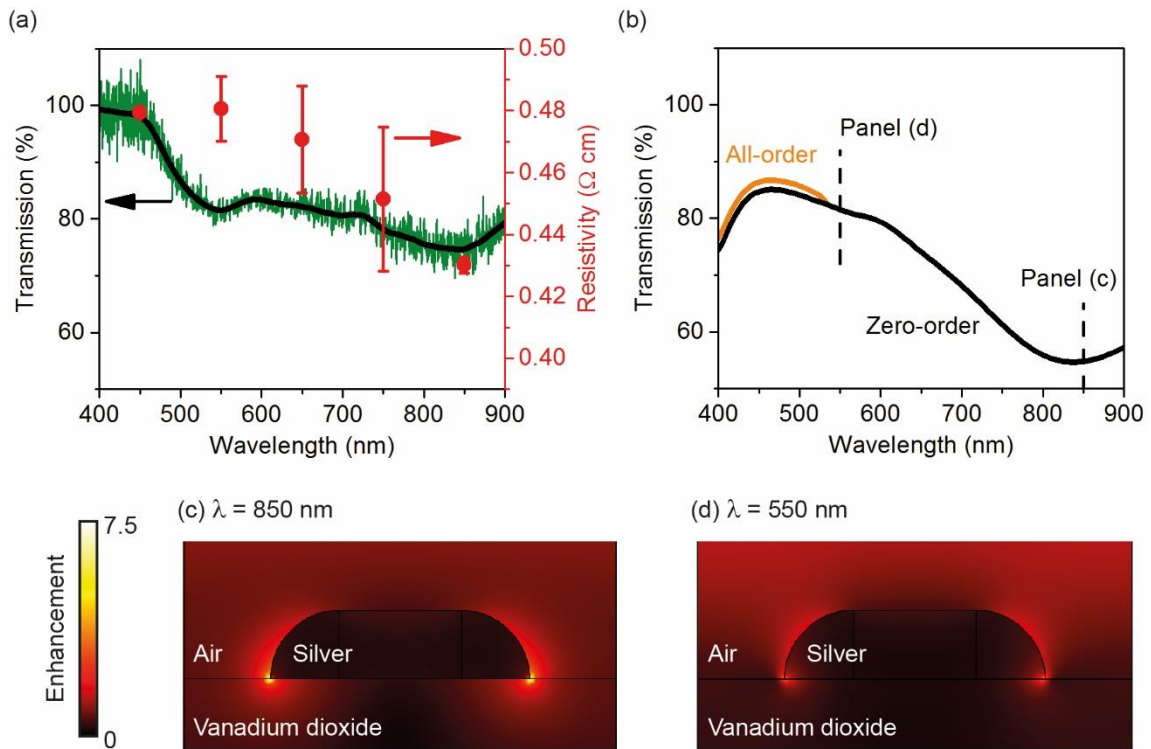 (a)
Transmission (%)
100
80
60
400 500 600 700 800 900
Wavelength (nm)
0.50
0.48
0.46
0.44
0.42
0.40
Resistivity (Ω cm)
(b)
Transmission (%)
100
80
60
All-order
Panel (d)
Panel (c)
Zero-order
400 500 600 700 800 900
Wavelength (nm)
Enhancement
7.5
0
(c) λ = 850 nm
Air
Silver
Vanadium dioxide
(d) λ = 550 nm
Air
Silver
Vanadium dioxide